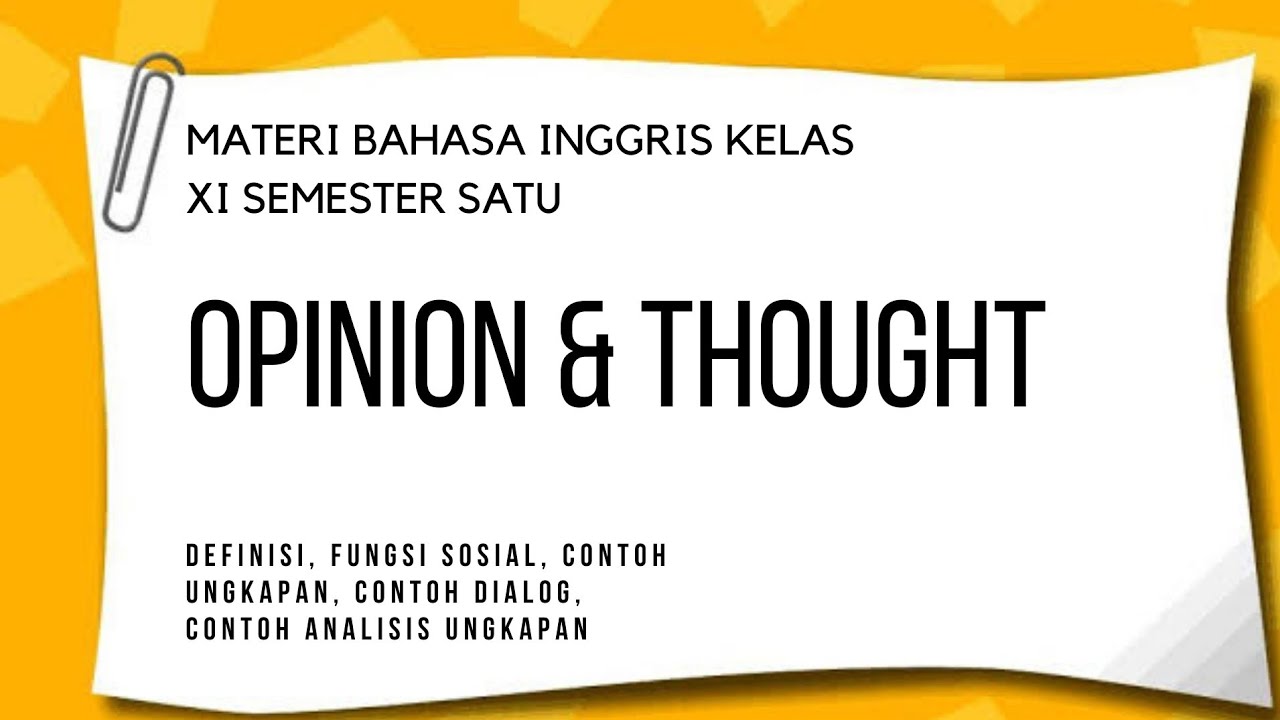 MATERI BAHASA INGGRIS KELAS
XI SEMESTER SATU
OPINION & THOUGHT
DEFINISI, FUNGSI SOSIAL, CONTOH
UNGKAPAN, CONTOH DIALOG,
CONTOH ANALISIS UNGKAPAN